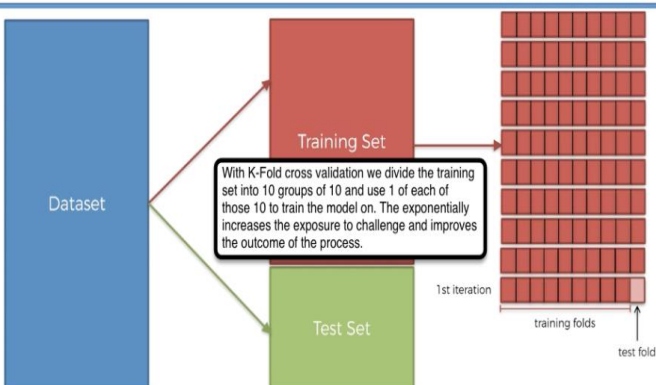 Training Set
With K-Fold cross validation we divide the training
set into 10 groups of 10 and use 1 of each of
those 10 to train the model on. The exponentially
increases the exposure to challenge and improves
the outcome of the process.
Dataset
Test Set
1st iteration
training folds
test fold